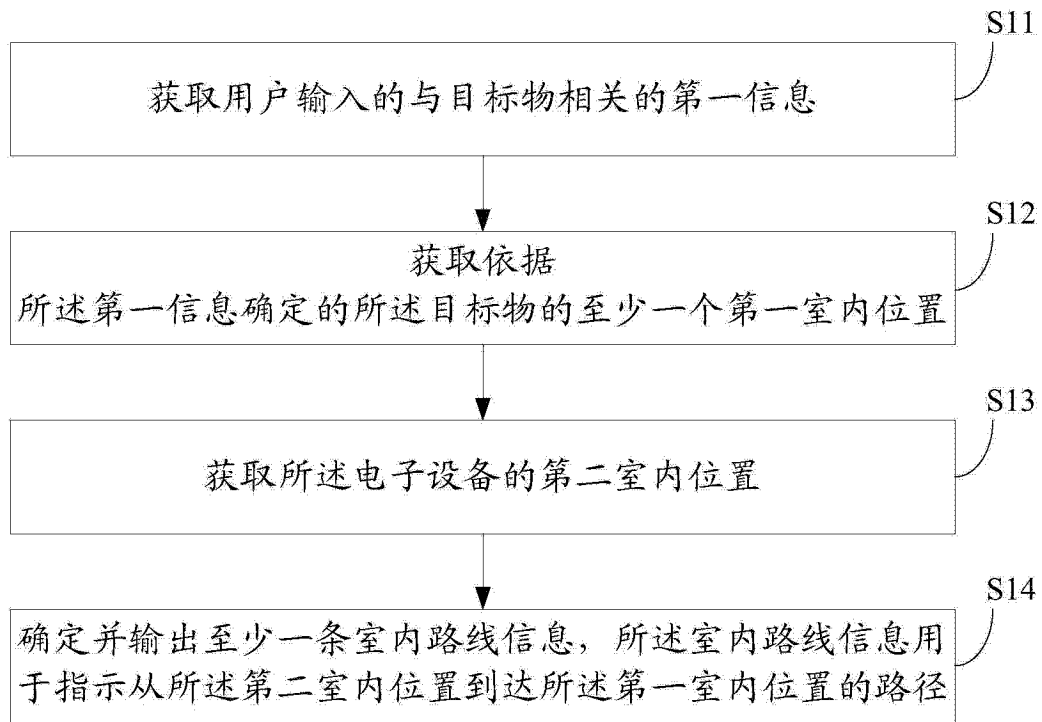 S11
获取用户输入的与目标物相关的第一信息
S12
获取依据
所述第一信息确定的所述目标物的至少一个第一室内位置
S13
获取所述电子设备的第二室内位置
S14
确定并输出至少一条室内路线信息，所述室内路线信息用
于指示从所述第二室内位置到达所述第一室内位置的路径